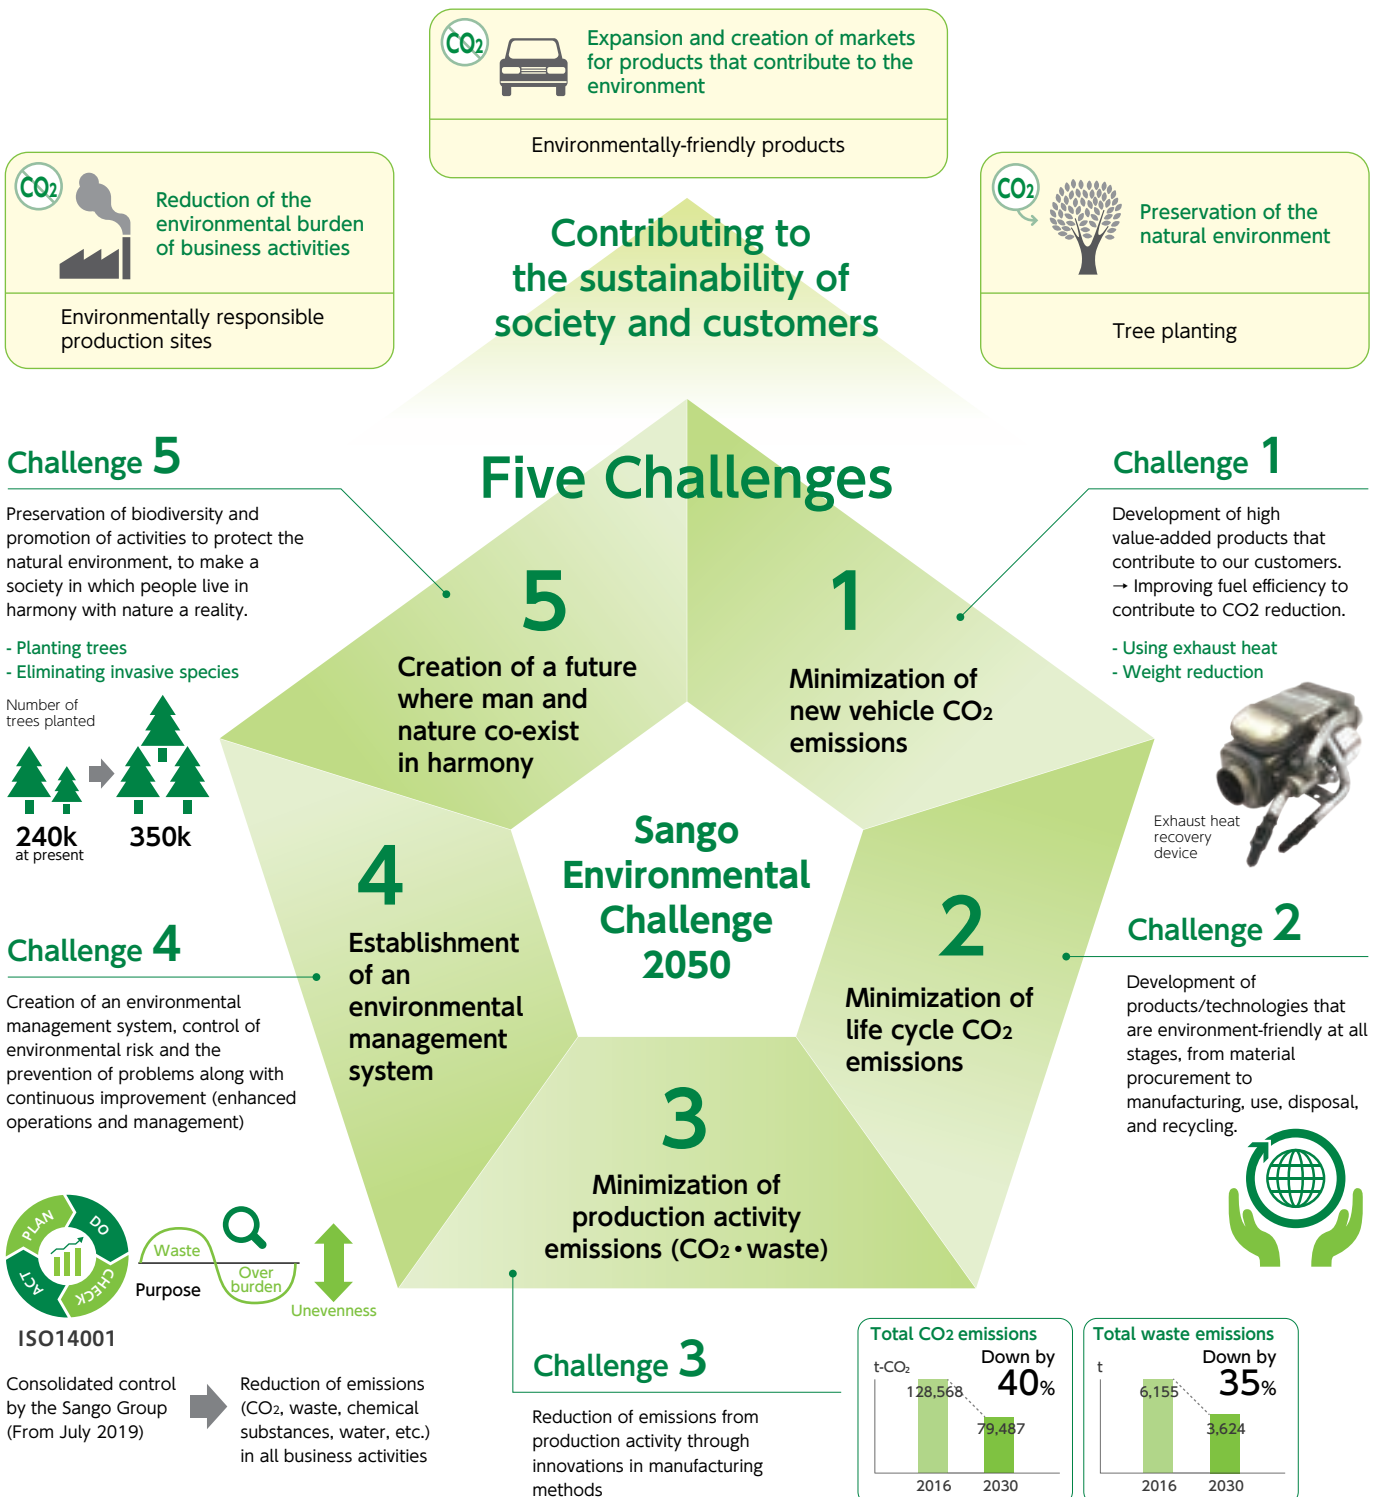 CO2
Expansion and creation of markets
for products that contribute to the
environment
Environmentally-friendly products
CO2
Reduction of the
environmental burden
of business activities
Environmentally responsible
production sites
CO2
Preservation of the
natural environment
Tree planting
Contributing to
the sustainability of
society and customers
Five Challenges
Challenge 5
Preservation of biodiversity and
promotion of activities to protect the
natural environment, to make a
society in which people live in
harmony with nature a reality.
- Planting trees
- Eliminating invasive species
Number of
trees planted
240k
at present
350k
Challenge 1
Development of high
value-added products that
contribute to our customers.
→ Improving fuel efficiency to
contribute to CO2 reduction.
- Using exhaust heat
- Weight reduction
Exhaust heat
recovery
device
5
Creation of a future
where man and
nature co-exist
in harmony
1
Minimization of
new vehicle CO2
emissions
Sango
Environmental
Challenge
2050
4
Establishment
of an
environmental
management
system
2
Minimization of
life cycle CO2
emissions
3
Minimization of
production activity
emissions (CO2・waste)
Challenge 4
Creation of an environmental
management system, control of
environmental risk and the
prevention of problems along with
continuous improvement (enhanced
operations and management)
PLAN
DO
CHECK
ACT
ISO14001
Waste
Over
burden
Purpose
Unevenness
Consolidated control
by the Sango Group
(From July 2019)
Reduction of emissions
(CO2, waste, chemical
substances, water, etc.)
in all business activities
Challenge 2
Development of
products/technologies that
are environment-friendly at all
stages, from material
procurement to
manufacturing, use, disposal,
and recycling.
Challenge 3
Reduction of emissions from
production activity through
innovations in manufacturing
methods
Total CO2 emissions
t-CO2
Down by
40%
128,568
79,487
2016 2030
Total waste emissions
t
Down by
35%
6,155
3,624
2016 2030